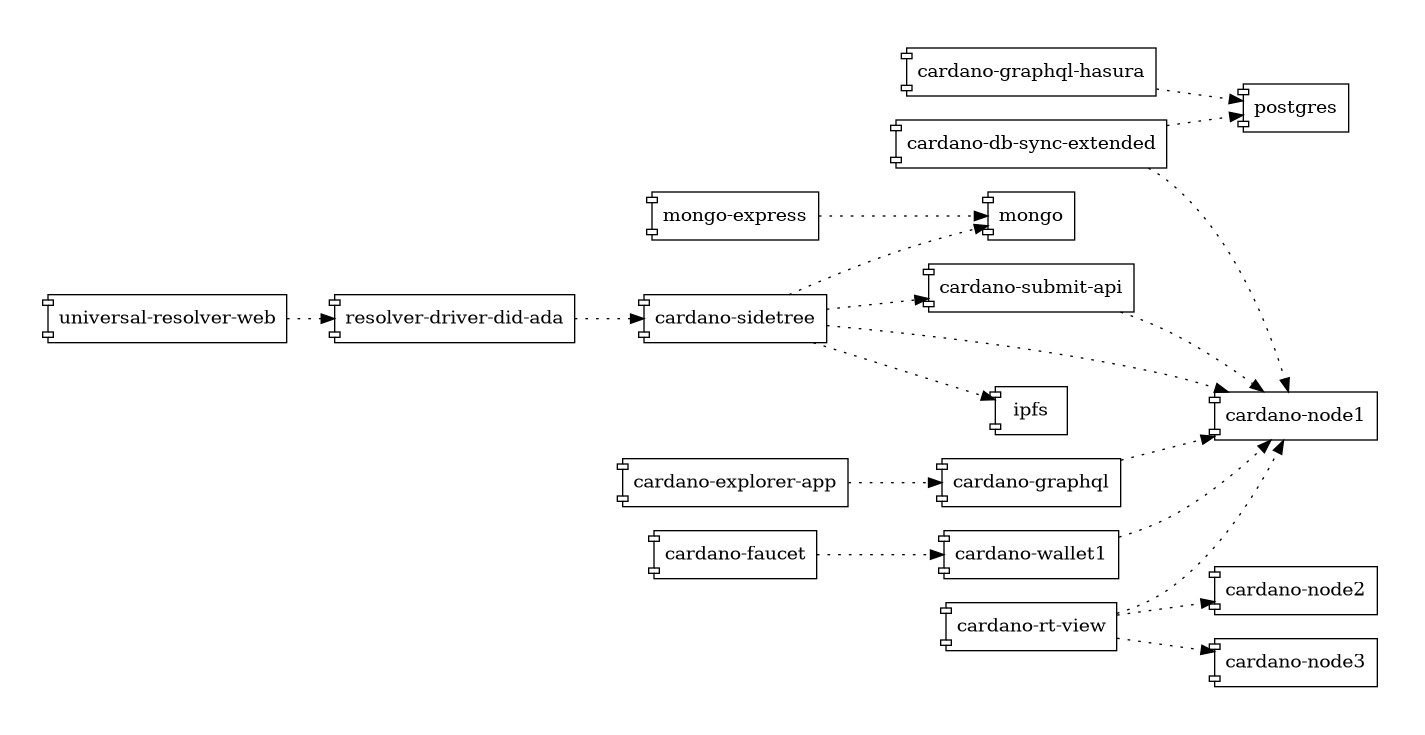 cardano-graphql-hasura
postgres
cardano-db-sync-extended
mongo-express
mongo
cardano-submit-api
universal-resolver-web
resolver-driver-did-ada
cardano-sidetree
ipfs
cardano-node1
cardano-explorer-app
cardano-graphql
cardano-faucet
cardano-wallet1
cardano-node2
cardano-rt-view
cardano-node3